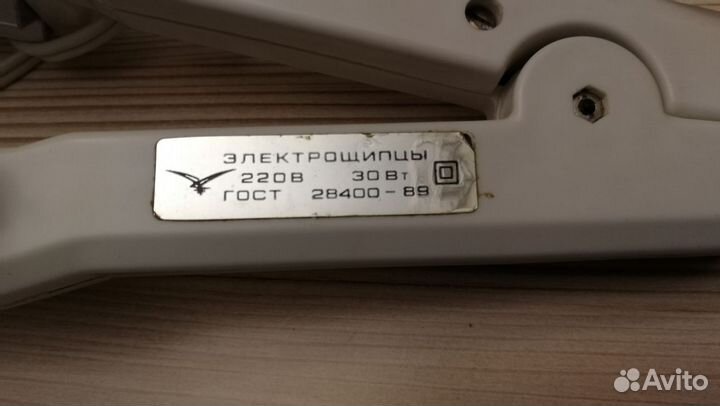 ЭЛЕКТРОЩИПЦЫ
220В 30Вт
ГОСТ 28400-89
Avito